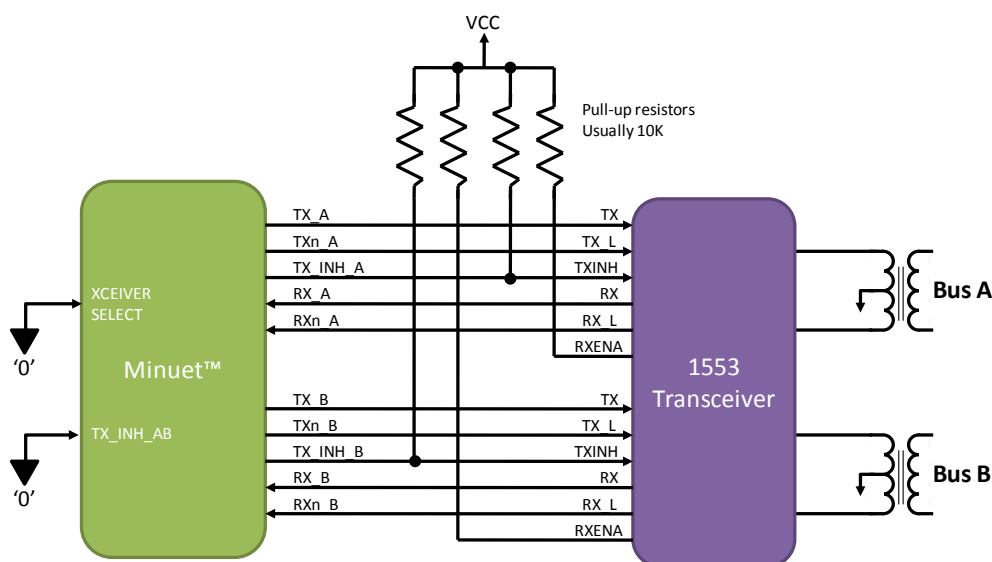 VCC
Pull-up resistors
Usually 10K
TX_A
TX
TXn_A
TX_L
TX_INH_A
TXINH
XCEIVER
SELECT
RX_A
RX
RXn_A
RX_L
RXENA
Bus A
'0'
Minuet™
1553
Transceiver
TX_B
TX
TX_INH_AB
TXn_B
TX_L
TX_INH_B
TXINH
RX_B
RX
RXn_B
RX_L
RXENA
Bus B
'0'